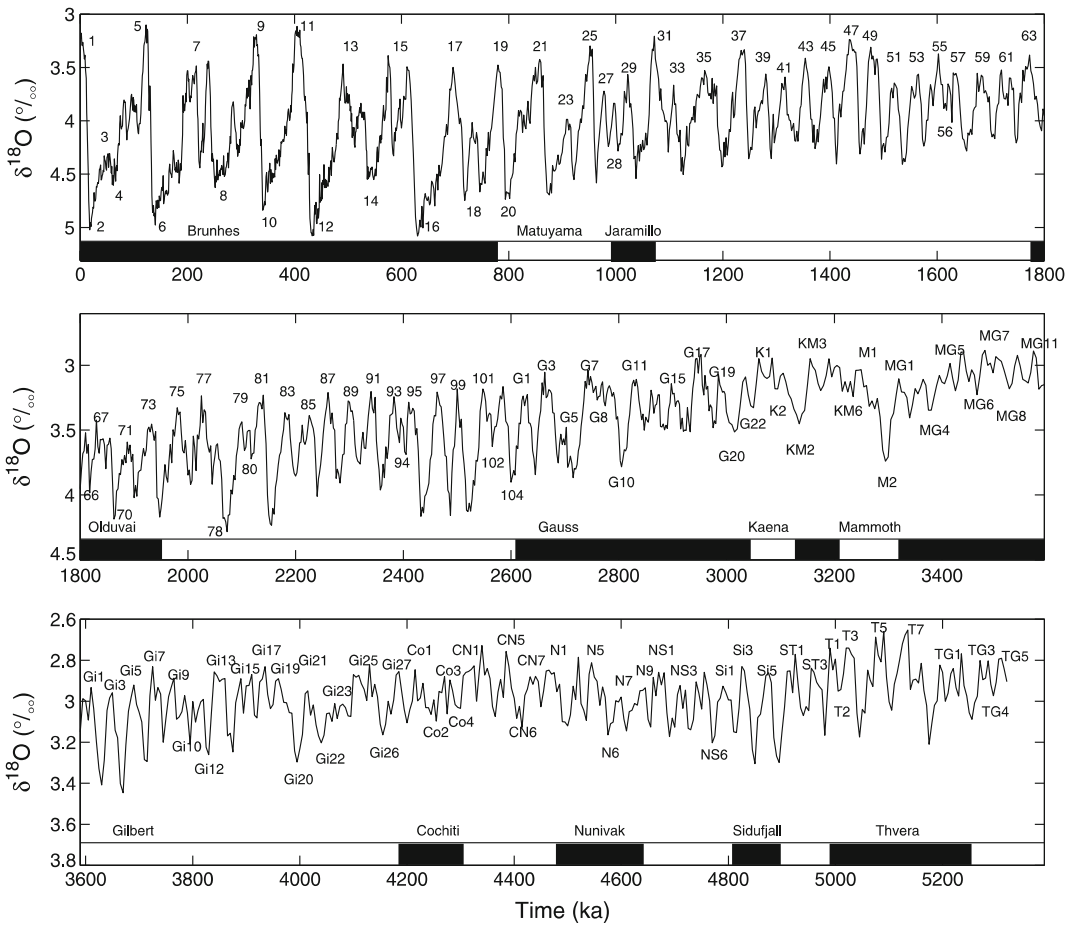 3
3.5
4
4.5
5
δ18O (°/oo)
1
2
3
4
5
6
7
8
9
10
11
12
13
14
15
16
17
18
19
20
21
23
25
27
28
29
31
33
35
37
39
41
43
45
47
49
51
53
55
56
57
59
61
63
Brunhes Matuyama Jaramillo
0 200 400 600 800 1000 1200 1400 1600 1800
3
3.5
4
4.5
δ18O (°/oo)
66
67
70
71
73
75
77
78
79
80
81
83
85
87
89
91
93
94
95
97
99
101
102
104
G1
G3
G5
G7
G8
G10
G11
G15
G17
G19
G20
G22
K1
K2
KM2
KM3
KM6
M1
M2
MG1
MG4
MG5
MG6
MG7
MG8
MG11
Olduvai Gauss Kaena Mammoth
1800 2000 2200 2400 2600 2800 3000 3200 3400
2.6
2.8
3
3.2
3.4
3.6
3.8
δ18O (°/oo)
Gi1
Gi3
Gi5
Gi7
Gi9
Gi10
Gi12
Gi13
Gi15
Gi17
Gi19
Gi20
Gi21
Gi22
Gi23
Gi25
Gi26
Gi27
Co1
Co2
Co3
Co4
CN1
CN5
CN6
CN7
N1
N5
N6
N7
N9
NS1
NS3
NS6
Si1
Si3
Si5
ST1
ST3
T1
T2
T3
T5
T7
TG1
TG3
TG4
TG5
Gilbert Cochiti Nunivak Sidufjall Thvera
3600 3800 4000 4200 4400 4600 4800 5000 5200
Time (ka)